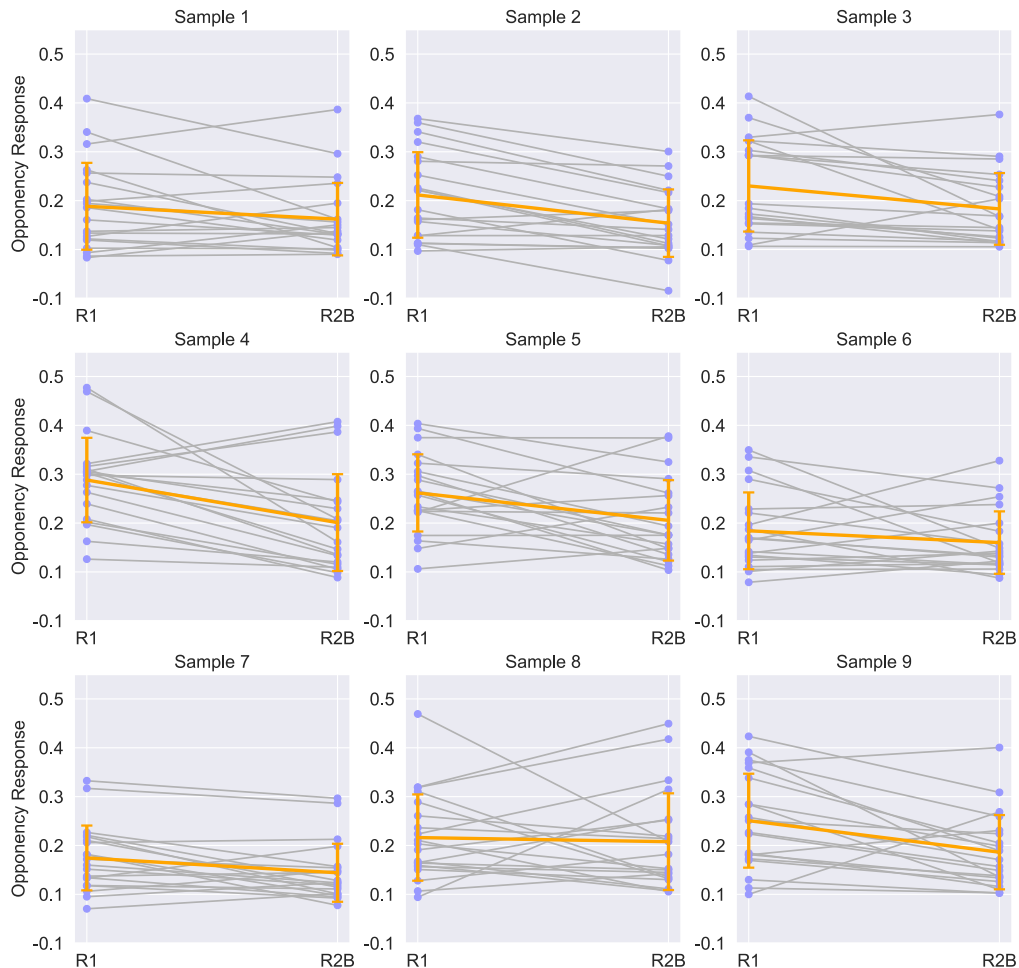 Sample 1 Sample 2 Sample 3
Opponency Response
0.5 0.5 0.5
0.4 0.4 0.4
0.3 0.3 0.3
0.2 0.2 0.2
0.1 0.1 0.1
-0.1 -0.1 -0.1
R1 R2B R1 R2B R1 R2B
Sample 4 Sample 5 Sample 6
Opponency Response
0.5 0.5 0.5
0.4 0.4 0.4
0.3 0.3 0.3
0.2 0.2 0.2
0.1 0.1 0.1
-0.1 -0.1 -0.1
R1 R2B R1 R2B R1 R2B
Sample 7 Sample 8 Sample 9
Opponency Response
0.5 0.5 0.5
0.4 0.4 0.4
0.3 0.3 0.3
0.2 0.2 0.2
0.1 0.1 0.1
-0.1 -0.1 -0.1
R1 R2B R1 R2B R1 R2B